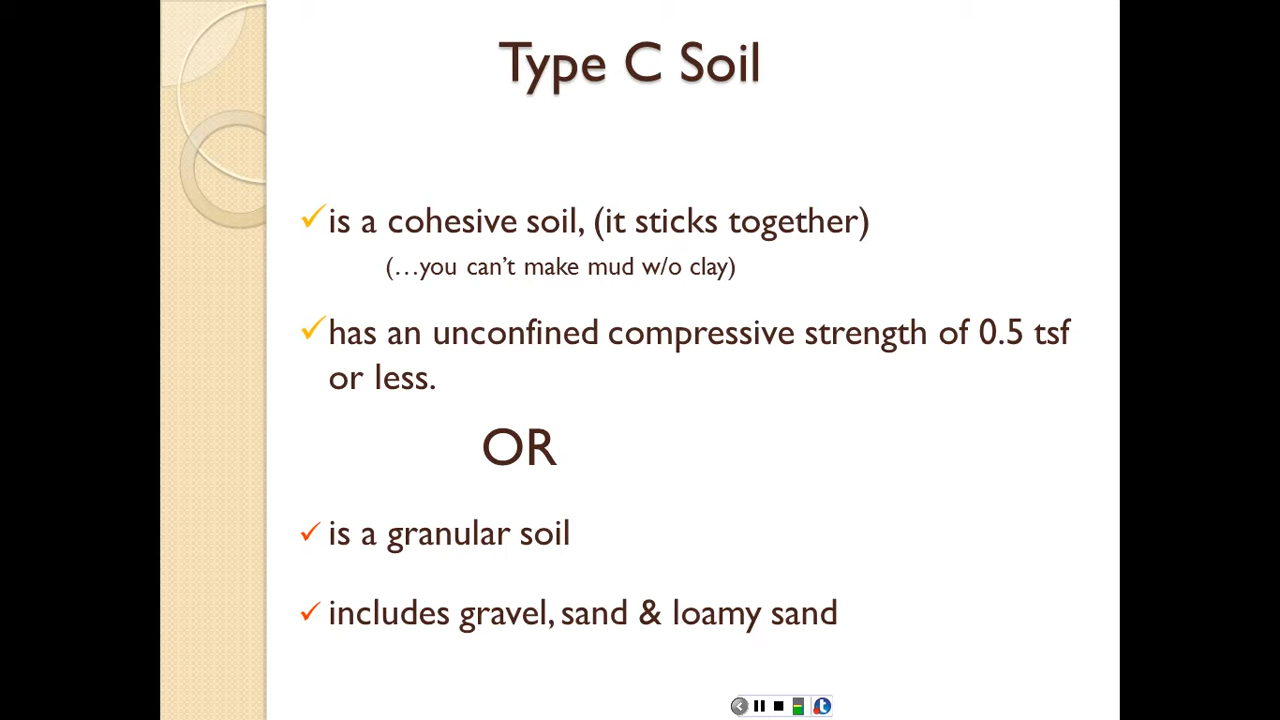 Type C Soil
is a cohesive soil, (it sticks together)
(...you can't make mud w/o clay)
has an unconfined compressive strength of 0.5 tsf
or less.
OR
is a granular soil
includes gravel, sand & loamy sand